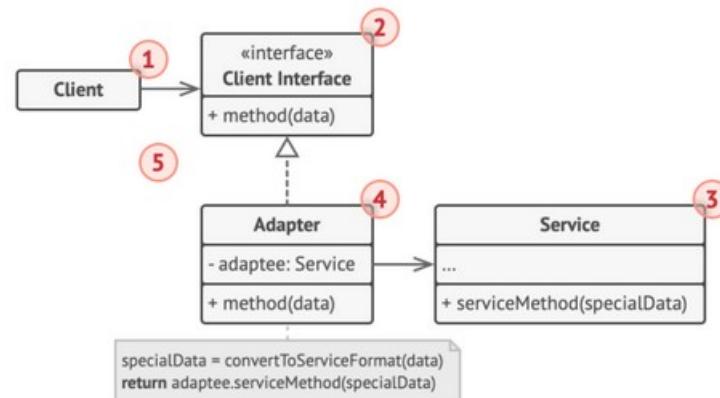 1
2
«interface»
Client Interface
Client
+ method(data)
5
4
3
Adapter
Service
- adaptee: Service
...
+ method(data)
+ serviceMethod(specialData)
specialData = convertToServiceFormat(data)
return adaptee.serviceMethod(specialData)